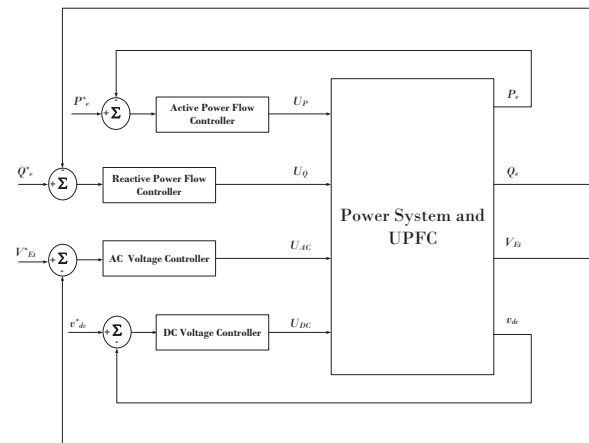 P*e
-
+ Σ
Active Power Flow
Controller
UP
Pe
Q*e
-
+ Σ
Reactive Power Flow
Controller
UQ
Qe
Power System and
UPFC
V*Et
+ Σ
-
AC Voltage Controller
UAC
VEt
v*dc
+ Σ
-
DC Voltage Controller
UDC
vdc